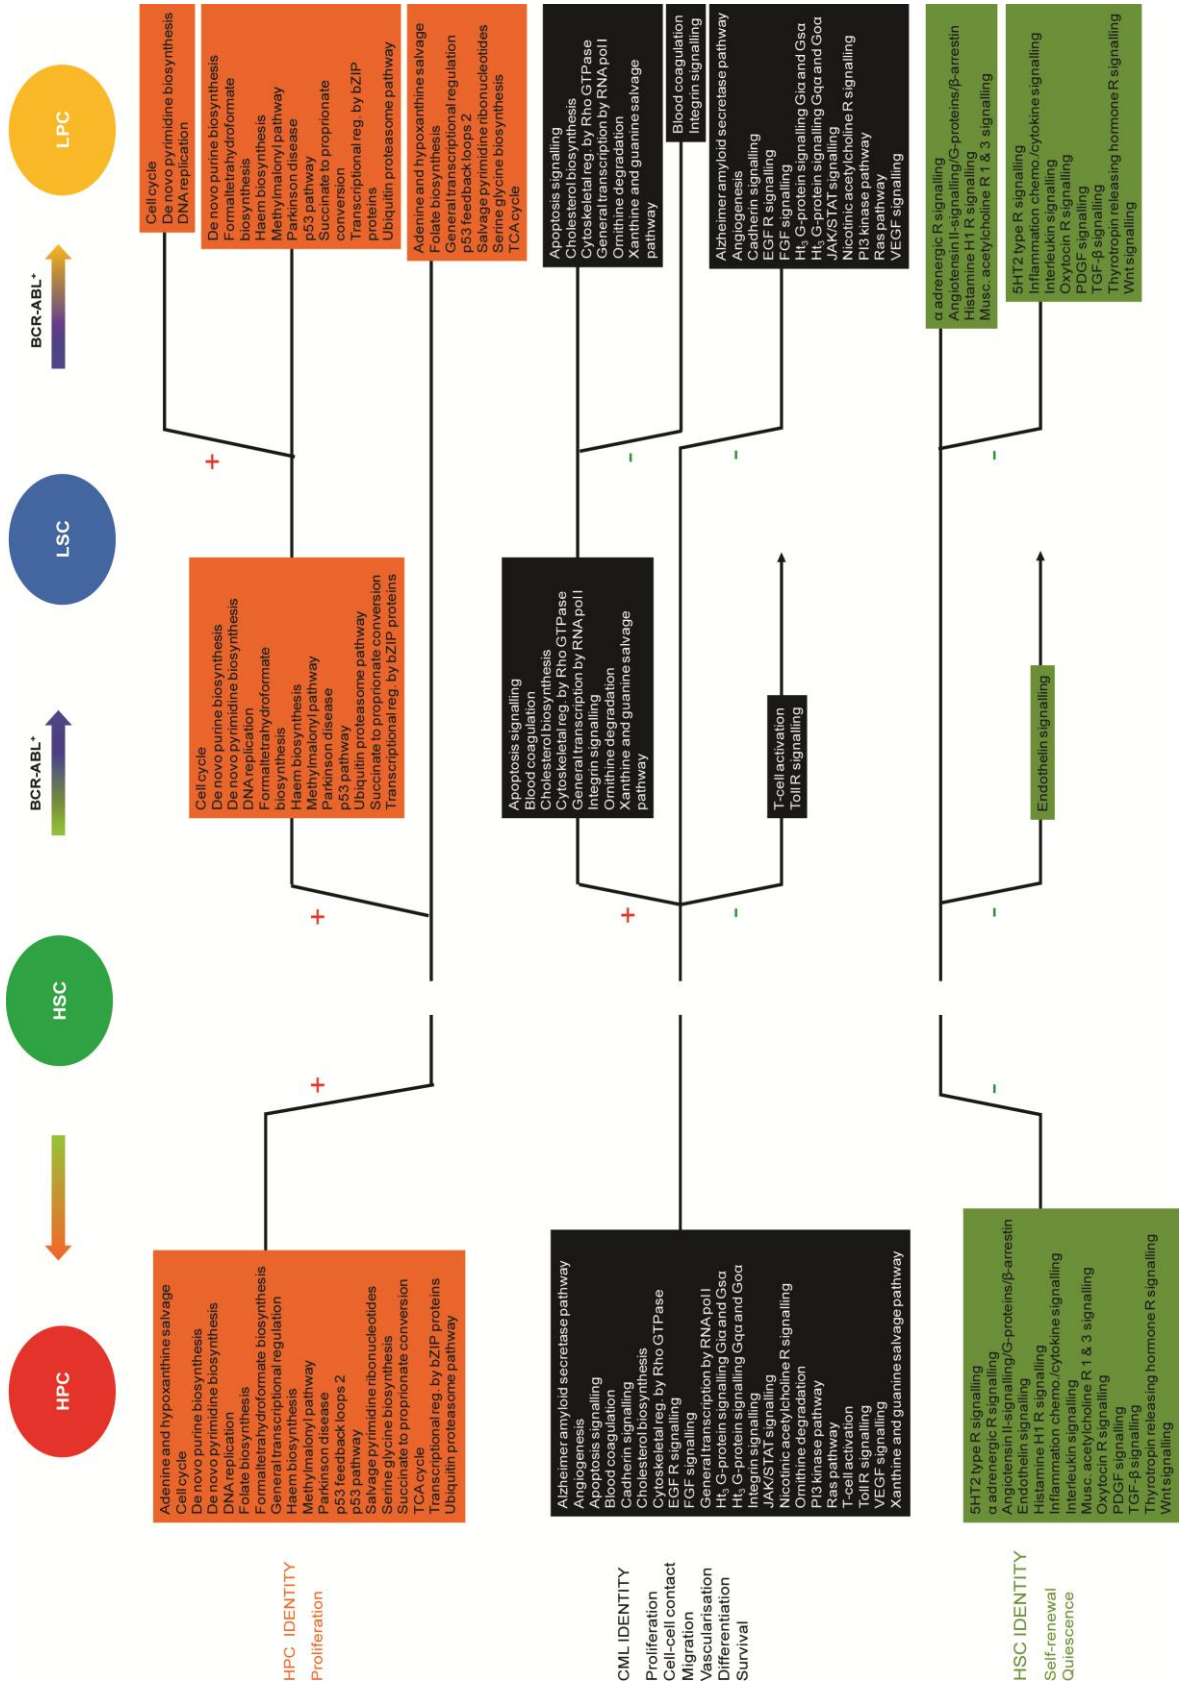 HPC
HSC
BCR-ABL+
LSC
BCR-ABL+
LPC
HPC IDENTITY
Proliferation
Adenine and hypoxanthine salvage
Cell cycle
De novo purine biosynthesis
De novo pyrimidine biosynthesis
DNA replication
Folate biosynthesis
Formaltetrahydroformate biosynthesis
General transcriptional regulation
Haem biosynthesis
Methylmalonyl pathway
Parkinson disease
p53 feedback loops 2
p53 pathway
Salvage pyrimidine ribonucleotides
Serine glycine biosynthesis
Succinate to proprionate conversion
TCA cycle
Transcriptional reg. by bZIP proteins
Ubiquitin proteasome pathway
+
+
Cell cycle
De novo purine biosynthesis
De novo pyrimidine biosynthesis
DNA replication
Formaltetrahydroformate
biosynthesis
Haem biosynthesis
Methylmalonyl pathway
Parkinson disease
p53 pathway
Ubiquitin proteasome pathway
Succinate to proprionate conversion
Transcriptional reg. by bZIP proteins
+
Cell cycle
De novo pyrimidine biosynthesis
DNA replication
De novo purine biosynthesis
Formaltetrahydroformate
biosynthesis
Haem biosynthesis
Methylmalonyl pathway
Parkinson disease
p53 pathway
Succinate to proprionate
conversion
Transcriptional reg. by bZIP
proteins
Ubiquitin proteasome pathway
Adenine and hypoxanthine salvage
Folate biosynthesis
General transcriptional regulation
p53 feedback loops 2
Salvage pyrimidine ribonucleotides
Serine glycine biosynthesis
TCA cycle
CML IDENTITY
Proliferation
Cell-cell contact
Migration
Vascularisation
Differentiation
Survival
Alzheimer amyloid secretase pathway
Angiogenesis
Apoptosis signalling
Blood coagulation
Cadherin signalling
Cholesterol biosynthesis
Cytoskeletal reg. by Rho GTPase
EGFR signalling
FGF signalling
General transcription by RNA pol I
Ht3 G-protein signalling Giα and Gsα
Ht3 G-protein signalling Gqα and Goα
Integrin signalling
JAK/STAT signalling
Nicotinic acetylcholine R signalling
Ornithine degradation
PI3 kinase pathway
Ras pathway
T-cell activation
Toll R signalling
VEGF signalling
Xanthine and guanine salvage pathway
+
-
Apoptosis signalling
Blood coagulation
Cholesterol biosynthesis
Cytoskeletal reg. by Rho GTPase
General transcription by RNA pol I
Integrin signalling
Ornithine degradation
Xanthine and guanine salvage
pathway
T-cell activation
Toll R signalling
-
-
Apoptosis signalling
Cholesterol biosynthesis
Cytoskeletal reg. by Rho GTPase
General transcription by RNA pol I
Ornithine degradation
Xanthine and guanine salvage
pathway
Blood coagulation
Integrin signalling
Alzheimer amyloid secretase pathway
Angiogenesis
Cadherin signalling
EGFR signalling
FGF signalling
Ht3 G-protein signalling Giα and Gsα
Ht3 G-protein signalling Gqα and Goα
JAK/STAT signalling
Nicotinic acetylcholine R signalling
PI3 kinase pathway
Ras pathway
VEGF signalling
HSC IDENTITY
Self-renewal
Quiescence
5HT2 type R signalling
α adrenergic R signalling
Angiotensin II-signalling/G-proteins/β-arrestin
Endothelin signalling
Histamine H1 R signalling
Inflammation chemo./cytokine signalling
Interleukin signalling
Musc. acetylcholine R 1 & 3 signalling
Oxytocin R signalling
PDGF signalling
TGF-β signalling
Thyrotropin releasing hormone R signalling
Wnt signalling
-
-
Endothelin signalling
-
α adrenergic R signalling
Angiotensin II-signalling/G-proteins/β-arrestin
Histamine H1 R signalling
Musc. acetylcholine R 1 & 3 signalling
5HT2 type R signalling
Inflammation chemo./cytokine signalling
Interleukin signalling
Oxytocin R signalling
PDGF signalling
TGF-β signalling
Thyrotropin releasing hormone R signalling
Wnt signalling